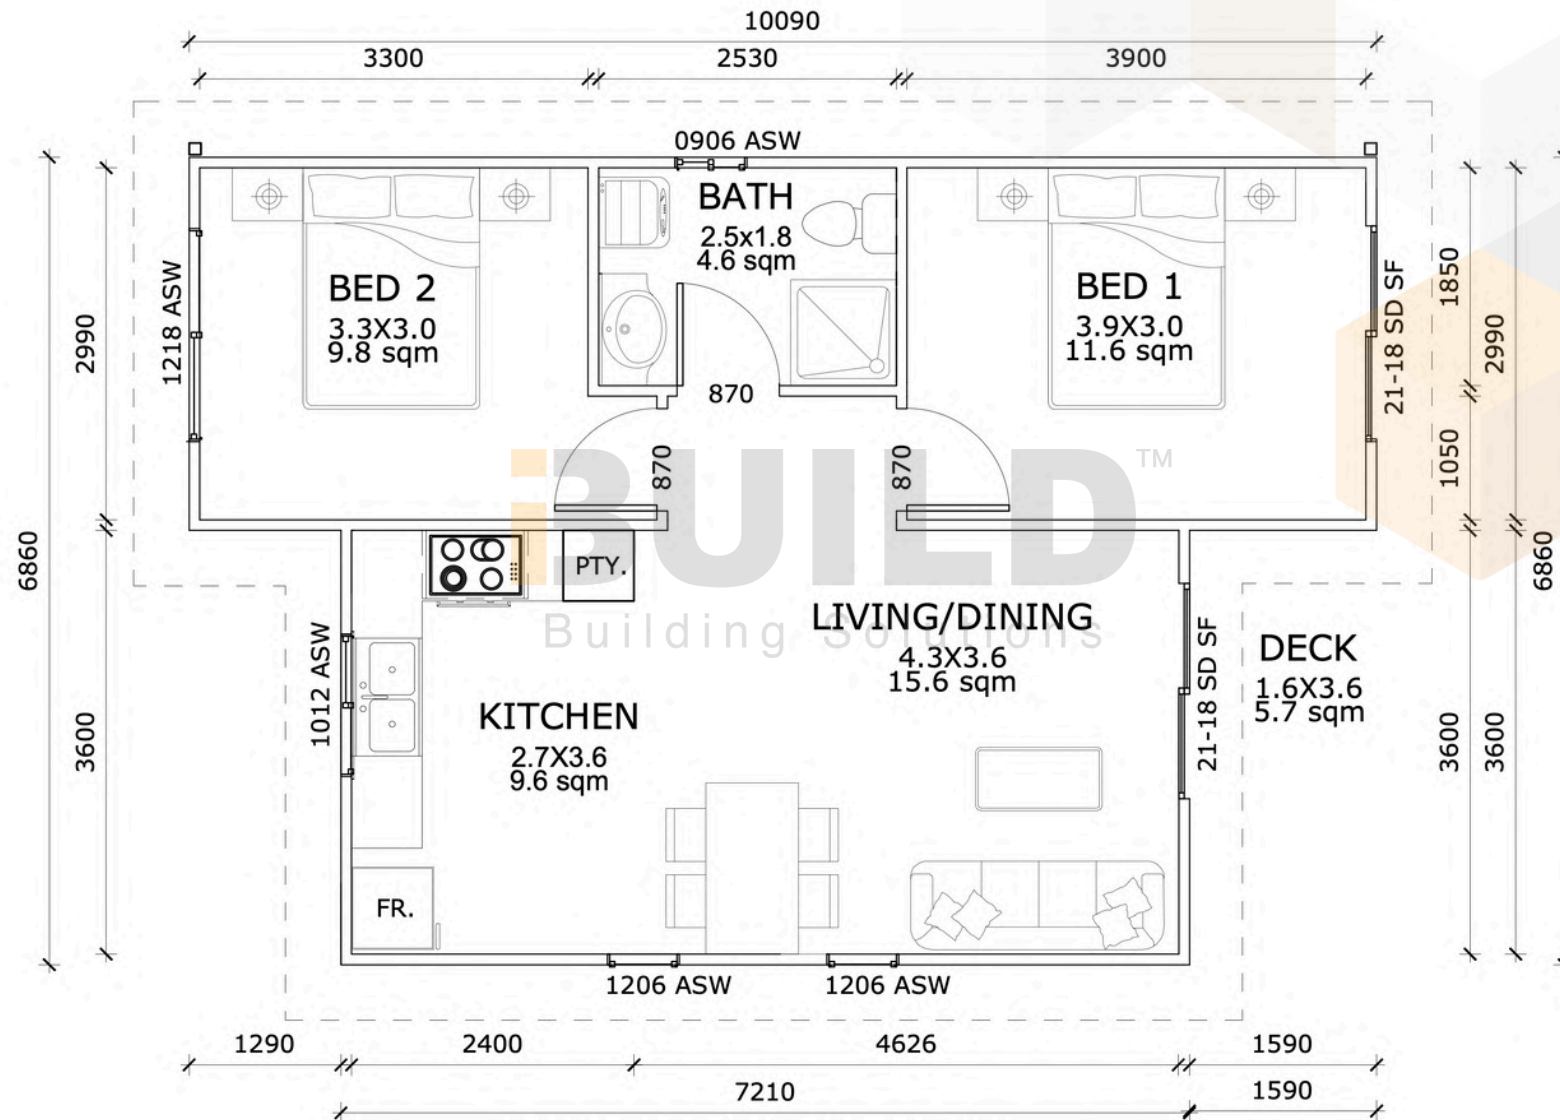 10090
3300
2530
3900
0906 ASW
BATH
2.5x1.8
4.6 sqm
BED 2
3.3X3.0
9.8 sqm
BED 1
3.9X3.0
11.6 sqm
1218 ASW
21-18 SD SF
1850
2990
2990
1050
870
870
870
iBUILD™
Building Solutions
6860
6860
PTY.
LIVING/DINING
4.3X3.6
15.6 sqm
DECK
1.6X3.6
5.7 sqm
1012 ASW
21-18 SD SF
KITCHEN
2.7X3.6
9.6 sqm
3600
3600
3600
FR.
1206 ASW
1206 ASW
1290
2400
4626
1590
7210
1590